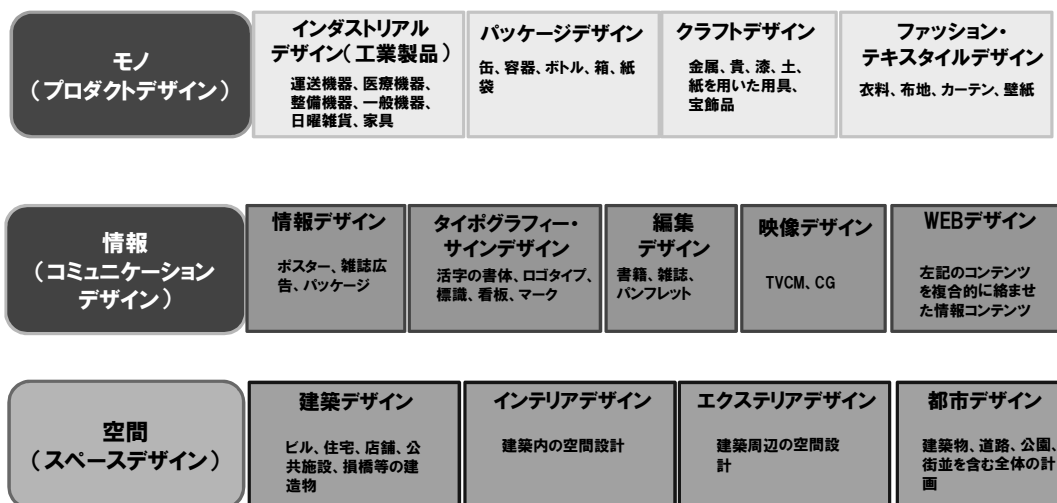 モノ
（プロダクトデザイン）
インダストリアル
デザイン（工業製品）
運送機器、医療機器、
整備機器、一般機器、
日曜雑貨、家具
パッケージデザイン
缶、容器、ボトル、箱、紙
袋
クラフトデザイン
金属、貴、漆、土、
紙を用いた用具、
宝飾品
ファッション・
テキスタイルデザイン
衣料、布地、カーテン、壁紙
情報
（コミュニケーション
デザイン）
情報デザイン
ポスター、雑誌広
告、パッケージ
タイポグラフィー・
サインデザイン
活字の書体、ロゴタイプ、
標識、看板、マーク
編集
デザイン
書籍、雑誌、
パンフレット
映像デザイン
TVCM、CG
WEBデザイン
左記のコンテンツ
を複合的に絡ませ
た情報コンテンツ
空間
（スペースデザイン）
建築デザイン
ビル、住宅、店舗、公
共施設、損橋等の建
造物
インテリアデザイン
建築内の空間設計
エクステリアデザイン
建築周辺の空間設
計
都市デザイン
建築物、道路、公園、
街並を含む全体の計
画